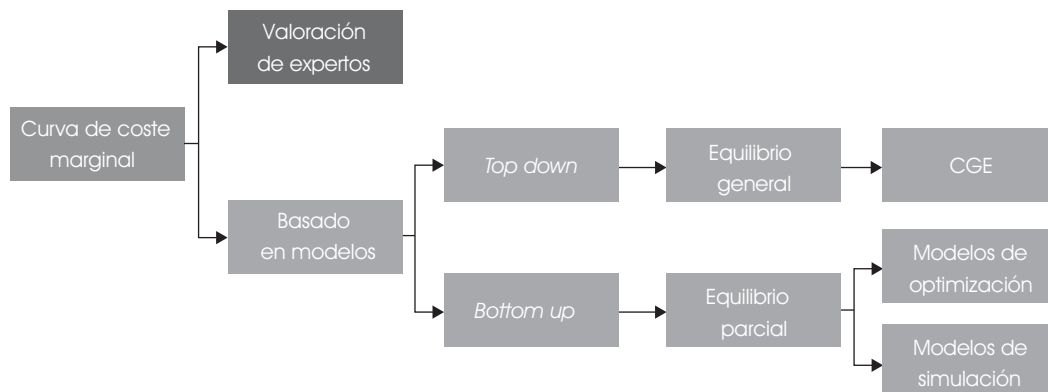 Valoración
de expertos
Curva de coste
marginal
Top down
Equilibrio
general
CGE
Basado
en modelos
Bottom up
Equilibrio
parcial
Modelos de
optimización
Modelos de
simulación